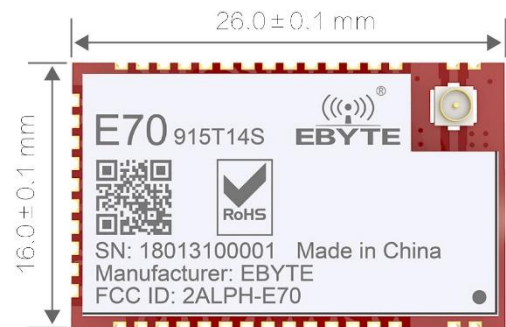 26.0±0.1 mm
16.0±0.1 mm
E70 915T14S
EBYTE ®
RoHS
SN: 18013100001 Made in China
Manufacturer: EBYTE
FCC ID: 2ALPH-E70